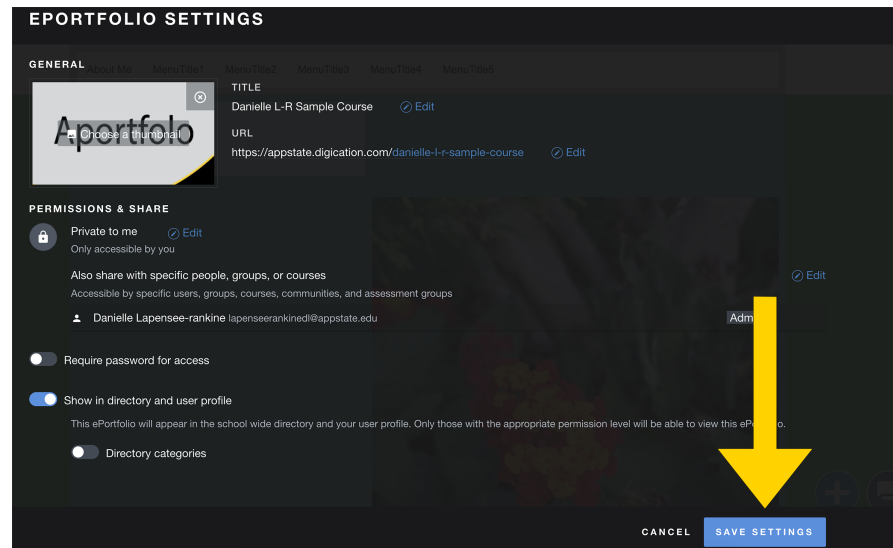 EPORTFOLIO SETTINGS
GENERAL
About Me MenuTitle1 MenuTitle2 MenuTitle3 MenuTitle4 MenuTitle5
Aportfolo
Choose a thumbnail
TITLE
Danielle L-R Sample Course Edit
URL
https://appstate.digication.com/danielle-l-r-sample-course Edit
PERMISSIONS & SHARE
Private to me Edit
Only accessible by you
Also share with specific people, groups, or courses Edit
Accessible by specific users, groups, courses, communities, and assessment groups
Danielle Lapensee-rankine lapenseerankinedl@appstate.edu Adm
Require password for access
Show in directory and user profile
This ePortfolio will appear in the school wide directory and your user profile. Only those with the appropriate permission level will be able to view this eP o.
Directory categories
CANCEL SAVE SETTINGS